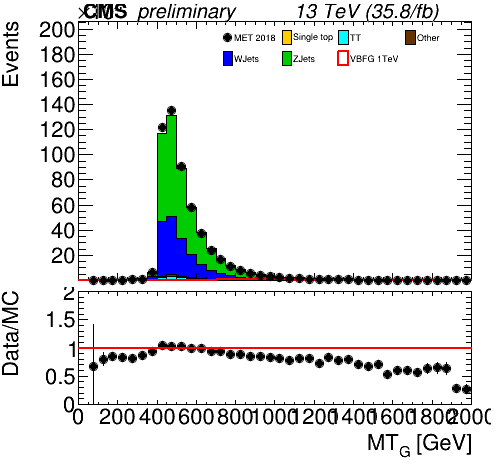 CMS preliminary 13 TeV (35.8/fb)
Events
MET 2018 Single top TT Other
WJets ZJets VBFG 1TeV
200
180
160
140
120
100
80
60
40
20
Data/MC
2
1.5
1
0.5
0
0 200 400 600 800 1000 1200 1400 1600 1800 2000
MT_G [GeV]